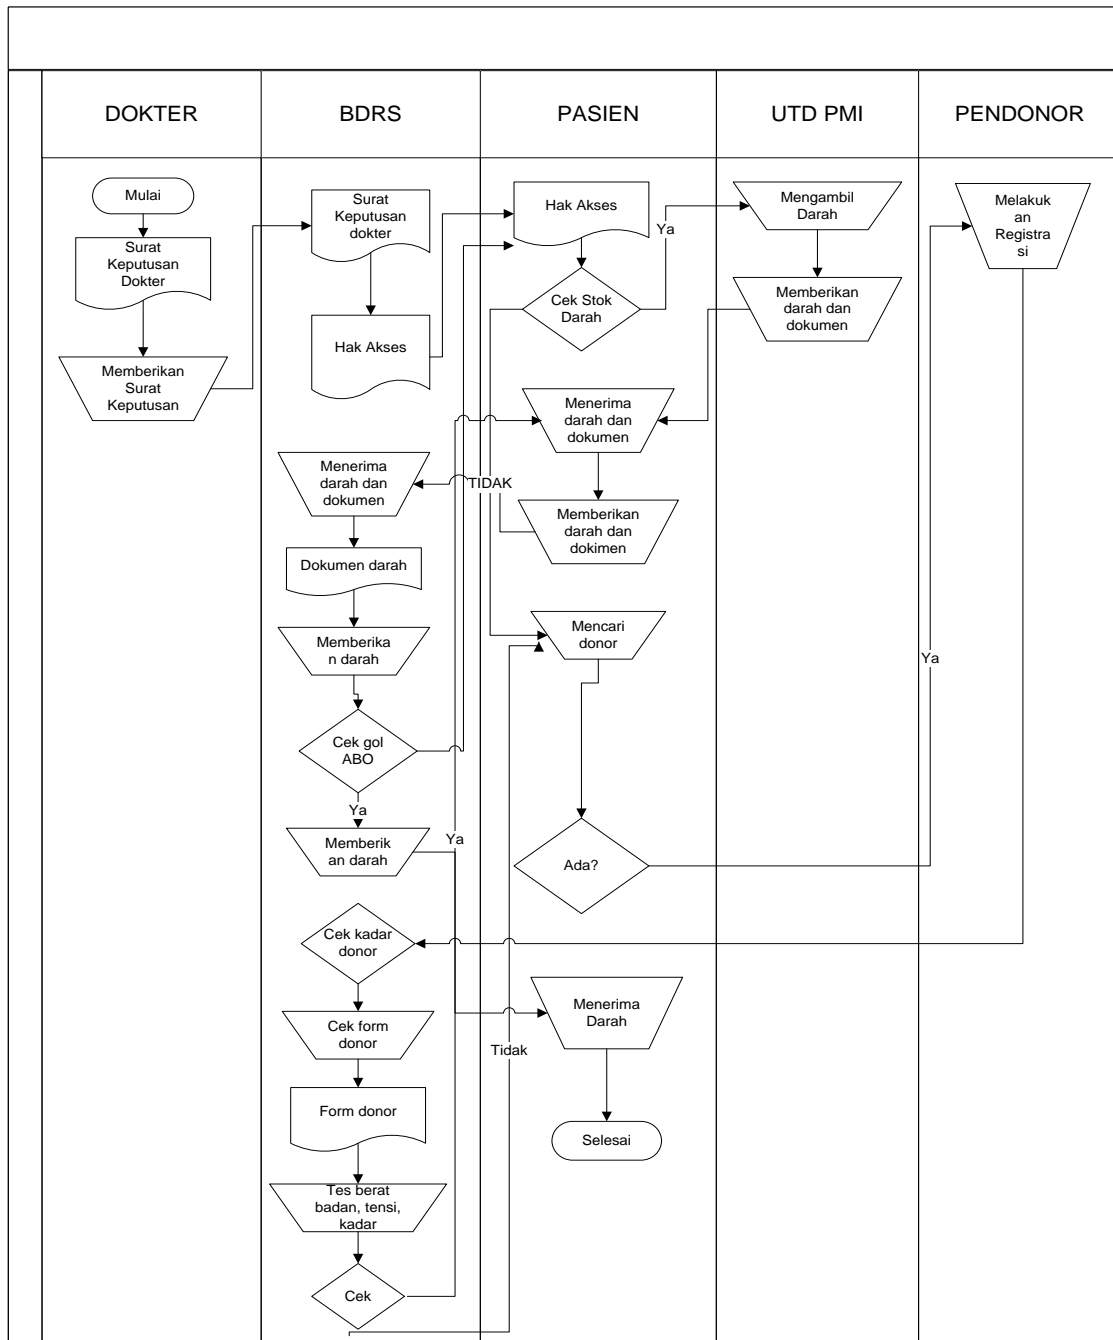 DOKTER
BDRS
PASIEN
UTD PMI
PENDONOR
Mulai
Surat
Keputusan
Dokter
Memberikan
Surat
Keputusan
Surat
Keputusan
dokter
Hak Akses
Menerima
darah dan
dokumen
Dokumen darah
Memberika
n darah
Cek gol
ABO
Ya
Memberik
an darah
Cek kadar
donor
Cek form
donor
Form donor
Tes berat
badan, tensi,
kadar
Cek
Ya
Hak Akses
Ya
Cek Stok
Darah
Menerima
darah dan
dokumen
TIDAK
Memberikan
darah dan
dokimen
Mencari
donor
Ada?
Menerima
Darah
Tidak
Selesai
Mengambil
Darah
Memberikan
darah dan
dokumen
Melakuk
an
Registra
si
Ya